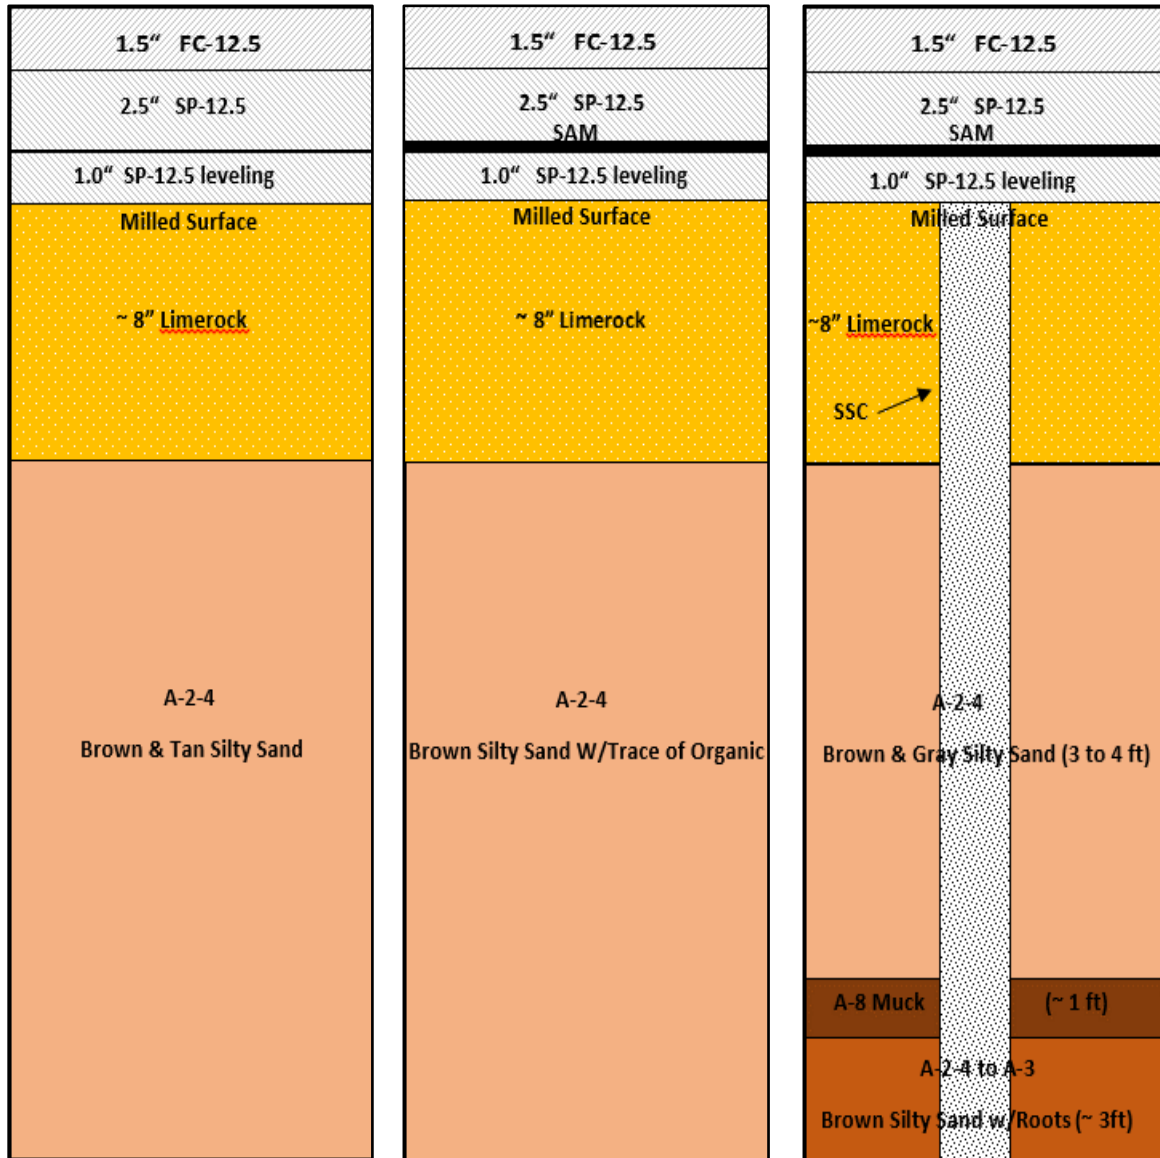 1.5“ FC-12.5
2.5“ SP-12.5
1.0“ SP-12.5 leveling
Milled Surface
~ 8” Limerock
A-2-4
Brown & Tan Silty Sand
1.5“ FC-12.5
2.5“ SP-12.5
SAM
1.0“ SP-12.5 leveling
Milled Surface
~ 8” Limerock
A-2-4
Brown Silty Sand W/Trace of Organic
1.5“ FC-12.5
2.5“ SP-12.5
SAM
1.0“ SP-12.5 leveling
Milled Surface
~8” Limerock
SSC
A-2-4
Brown & Gray Silty Sand (3 to 4 ft)
A-8 Muck (~ 1 ft)
A-2-4 to A-3
Brown Silty Sand w/Roots (~ 3ft)